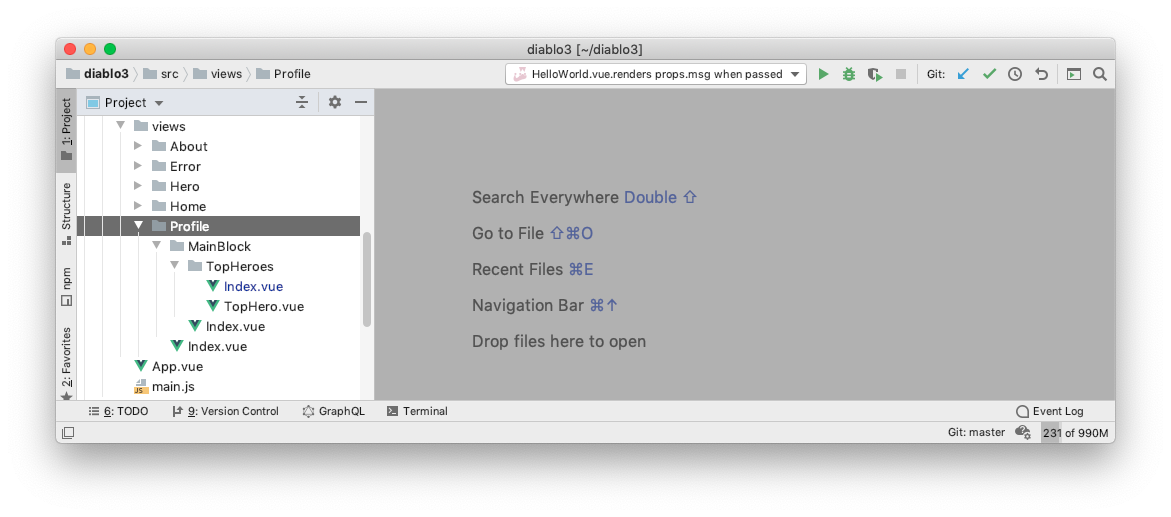 diablo3 [~/diablo3]
diablo3 src views Profile
HelloWorld.vue.renders props.msg when passed
Git:
1: Project
Structure
npm
2: Favorites
Project
views
About
Error
Hero
Home
Profile
MainBlock
TopHeroes
Index.vue
TopHero.vue
Index.vue
Index.vue
App.vue
JS main.js
Search Everywhere Double ⇧
Go to File ⇧⌘O
Recent Files ⌘E
Navigation Bar ⌘↑
Drop files here to open
6: TODO 9: Version Control GraphQL Terminal Event Log
Git: master 231 of 990M